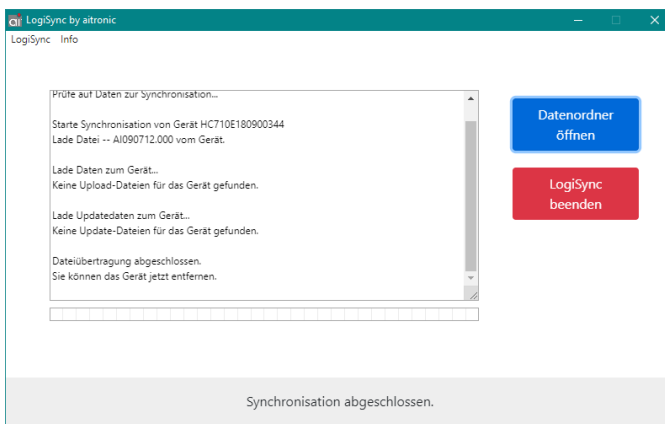 ai LogiSync by aitronic
LogiSync Info
Prüfe auf Daten zur Synchronisation...
Starte Synchronisation von Gerät HC710E180900344
Lade Datei -- AI090712.000 vom Gerät.
Lade Daten zum Gerät...
Keine Upload-Dateien für das Gerät gefunden.
Lade Updatedaten zum Gerät...
Keine Update-Dateien für das Gerät gefunden.
Dateiübertragung abgeschlossen.
Sie können das Gerät jetzt entfernen.
Datenordner
öffnen
LogiSync
beenden
Synchronisation abgeschlossen.